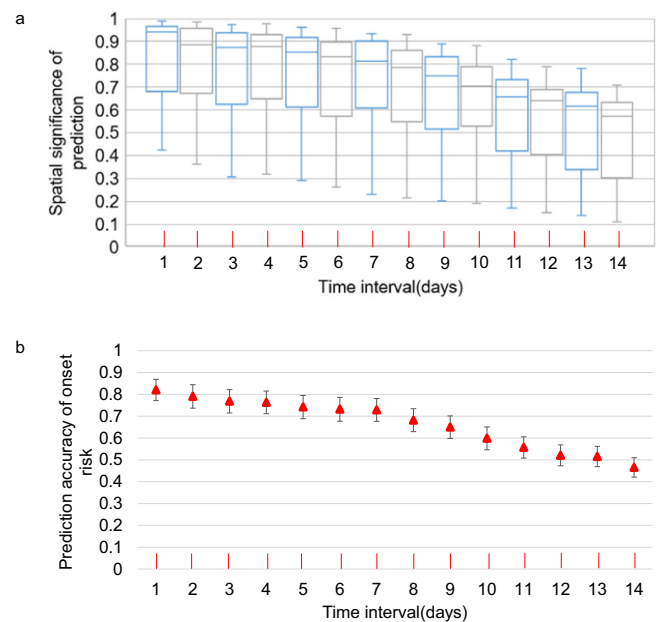 a
Spatial significance of
prediction
1
0.9
0.8
0.7
0.6
0.5
0.4
0.3
0.2
0.1
0
1 2 3 4 5 6 7 8 9 10 11 12 13 14
Time interval(days)
b
Prediction accuracy of onset
risk
1
0.9
0.8
0.7
0.6
0.5
0.4
0.3
0.2
0.1
0
1 2 3 4 5 6 7 8 9 10 11 12 13 14
Time interval(days)